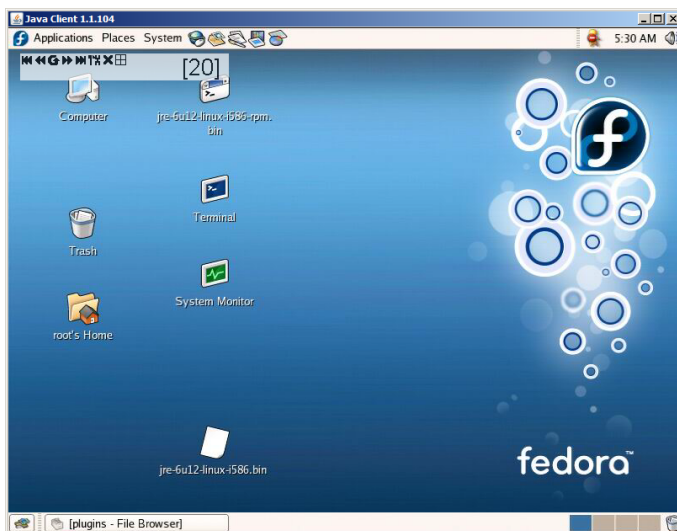 Java Client 1.1.104
Applications Places System
5:30 AM
[20]
Computer
jre-6u12-linux-i586-rpm.
bin
Terminal
Trash
System Monitor
root's Home
jre-6u12-linux-i586.bin
fedora™
[plugins - File Browser]